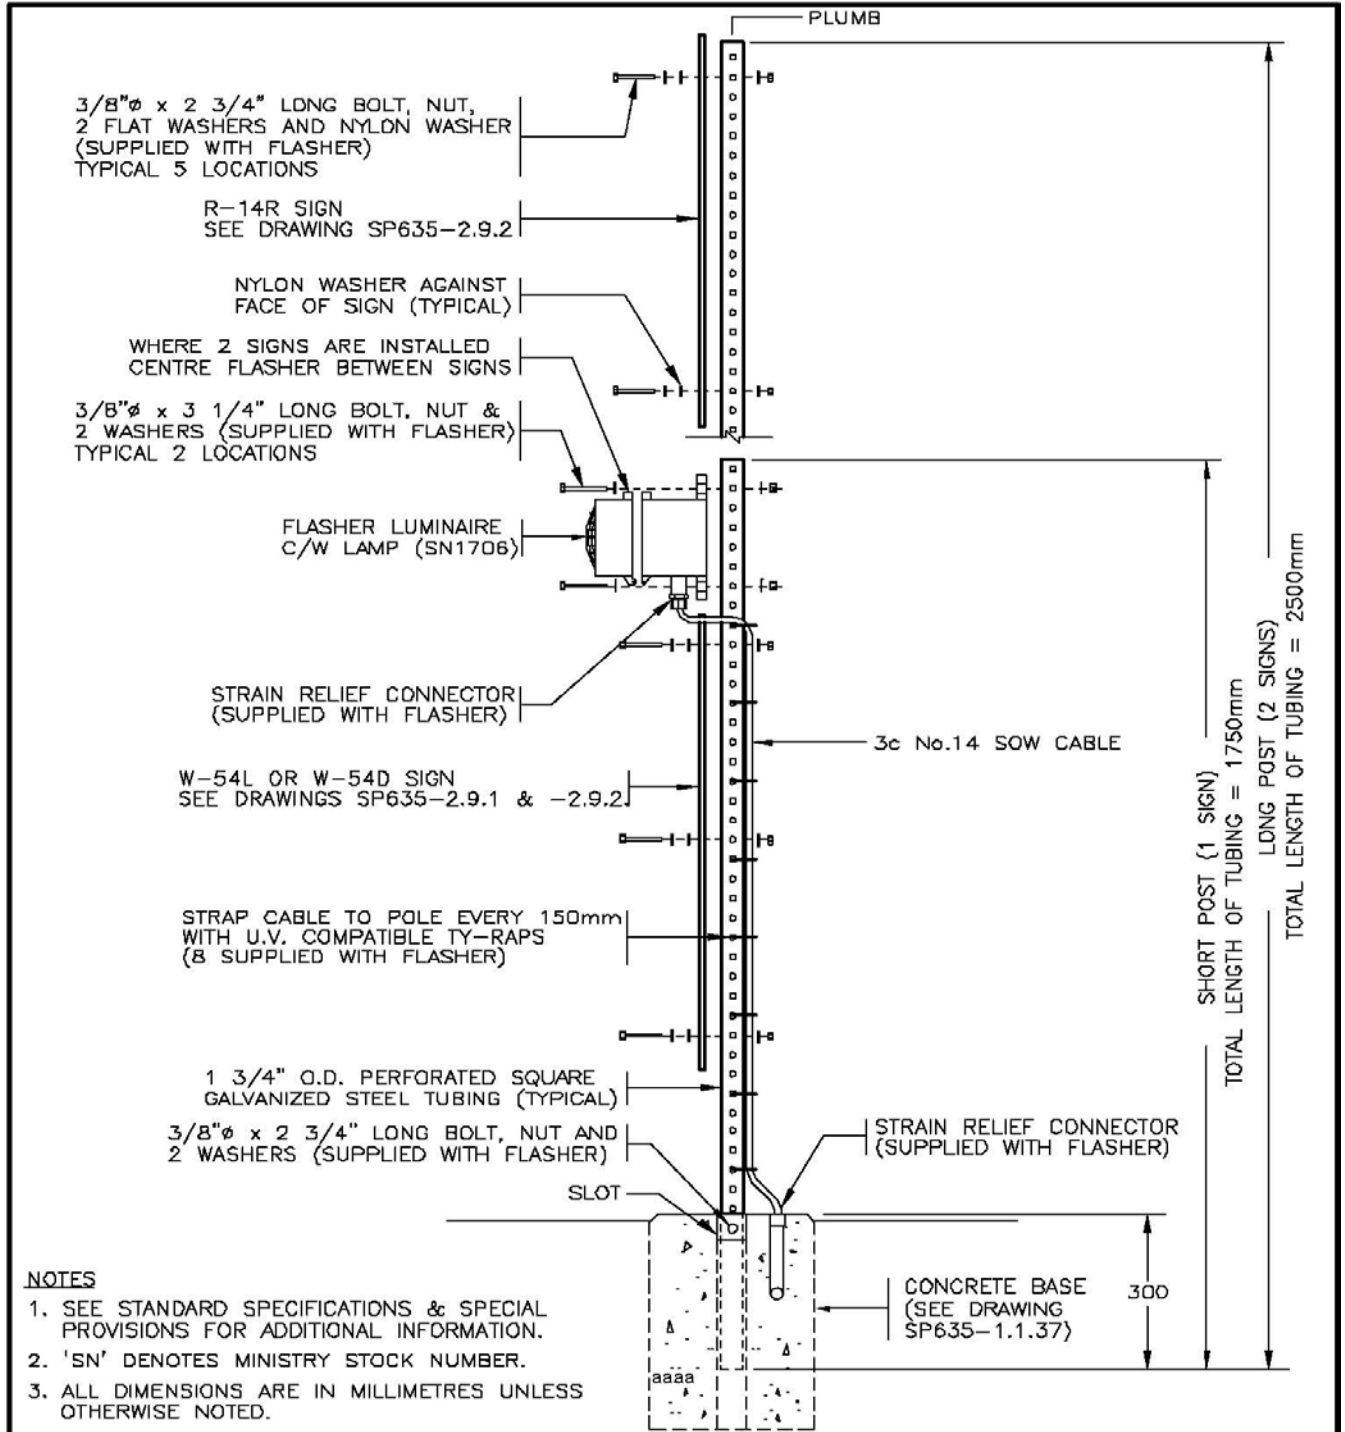 PLUMB
3/8"ø x 2 3/4" LONG BOLT, NUT,
2 FLAT WASHERS AND NYLON WASHER
(SUPPLIED WITH FLASHER)
TYPICAL 5 LOCATIONS
R-14R SIGN
SEE DRAWING SP635-2.9.2
NYLON WASHER AGAINST
FACE OF SIGN (TYPICAL)
WHERE 2 SIGNS ARE INSTALLED
CENTRE FLASHER BETWEEN SIGNS
3/8"ø x 3 1/4" LONG BOLT, NUT &
2 WASHERS (SUPPLIED WITH FLASHER)
TYPICAL 2 LOCATIONS
FLASHER LUMINAIRE
C/W LAMP (SN1706)
STRAIN RELIEF CONNECTOR
(SUPPLIED WITH FLASHER)
3c No.14 SOW CABLE
W-54L OR W-54D SIGN
SEE DRAWINGS SP635-2.9.1 & -2.9.2.
STRAP CABLE TO POLE EVERY 150mm
WITH U.V. COMPATIBLE TY-RAPS
(8 SUPPLIED WITH FLASHER)
SHORT POST (1 SIGN)
TOTAL LENGTH OF TUBING = 1750mm
LONG POST (2 SIGNS)
TOTAL LENGTH OF TUBING = 2500mm
1 3/4" O.D. PERFORATED SQUARE
GALVANIZED STEEL TUBING (TYPICAL)
3/8"ø x 2 3/4" LONG BOLT, NUT AND
2 WASHERS (SUPPLIED WITH FLASHER)
STRAIN RELIEF CONNECTOR
(SUPPLIED WITH FLASHER)
SLOT
CONCRETE BASE
(SEE DRAWING
SP635-1.1.37)
300
aaaa
NOTES
1. SEE STANDARD SPECIFICATIONS & SPECIAL
PROVISIONS FOR ADDITIONAL INFORMATION.
2. 'SN' DENOTES MINISTRY STOCK NUMBER.
3. ALL DIMENSIONS ARE IN MILLIMETRES UNLESS
OTHERWISE NOTED.